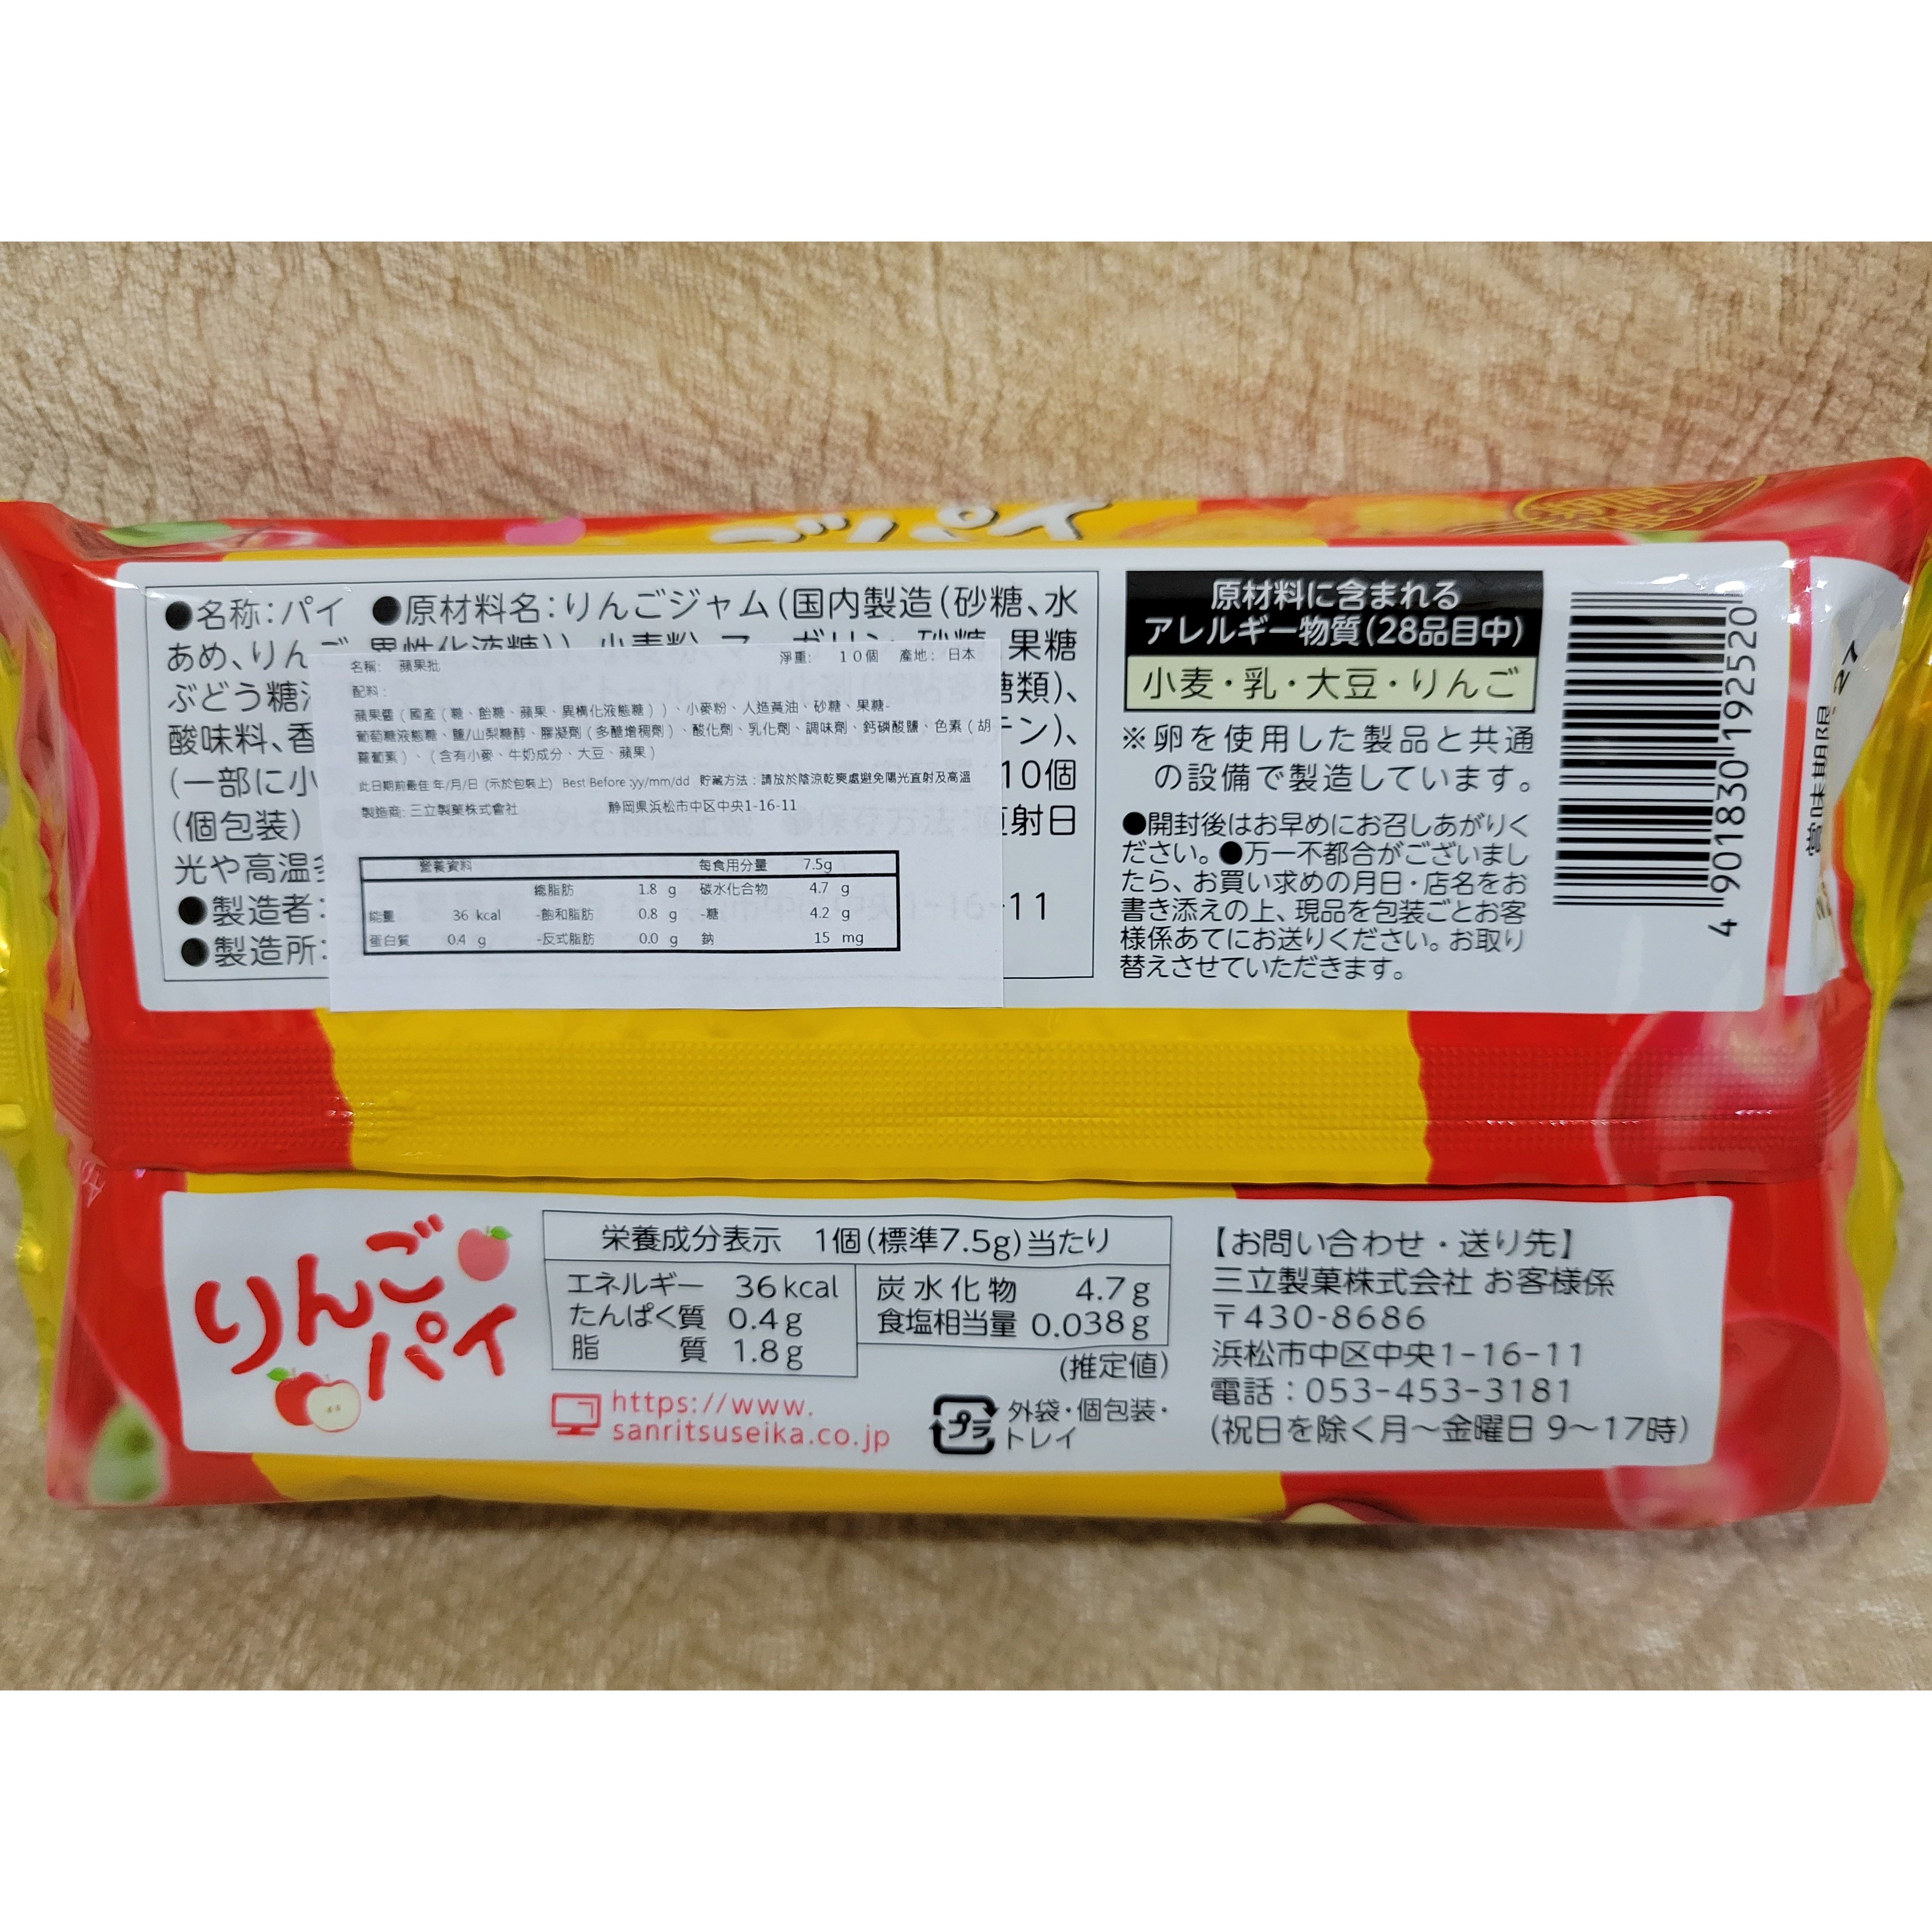 ごパイ
期間
●名称:パイ ●原材料名:りんごジャム(国内製造(砂糖、水
あめ、りんご、異性化液糖))、小麦粉、マーガリン、砂糖、果糖
ぶどう糖
糖類)、
酸味料、香
テン)、
(一部に小
10個
(個包装)
直射日
光や高温多
●製造者:
-11
●製造所:
名稱: 蘋果批 淨重: 10個 產地: 日本
配料:
蘋果醬(國產(糖、飴糖、蘋果、異構化液態糖))、小麥粉、人造黃油、砂糖、果糖-
葡萄糖液態糖、鹽/山梨糖醇、膠凝劑(多醣增稠劑)、酸化劑、乳化劑、調味劑、鈣磷酸鹽、色素(胡
蘿蔔素)、(含有小麥、牛奶成分、大豆、蘋果)
此日期前最佳 年/月/日 (示於包裝上) Best Before :yy/mm/dd 貯藏方法:請放於陰涼乾爽處避免陽光直射及高溫
製造商: 三立製菓株式會社 静岡県浜松市中区中央1-16-11
營養資料 每食用分量 7.5g
總脂肪 1.8 g 碳水化合物 4.7 g
能量 36 kcal -飽和脂肪 0.8 g -糖 4.2 g
蛋白質 0.4 g -反式脂肪 0.0 g 鈉 15 mg
原材料に含まれる
アレルギー物質(28品目中)
小麦・乳・大豆・りんご
※卵を使用した製品と共通
の設備で製造しています。
●開封後はお早めにお召しあがりく
ださい。●万一不都合がございまし
たら、お買い求めの月日・店名をお
書き添えの上、現品を包装ごとお客
様係あてにお送りください。お取り
替えさせていただきます。
4 901830 192520
賞味期限
りんご
パイ
栄養成分表示 1個(標準7.5g)当たり
エネルギー 36kcal
たんぱく質 0.4g
脂質 1.8g
炭水化物 4.7g
食塩相当量 0.038g
(推定値)
https://www.
sanritsuseika.co.jp
プラ
外袋・個包装・
トレイ
【お問い合わせ・送り先】
三立製菓株式会社 お客様係
〒430-8686
浜松市中区中央1-16-11
電話:053-453-3181
(祝日を除く月～金曜日 9～17時)